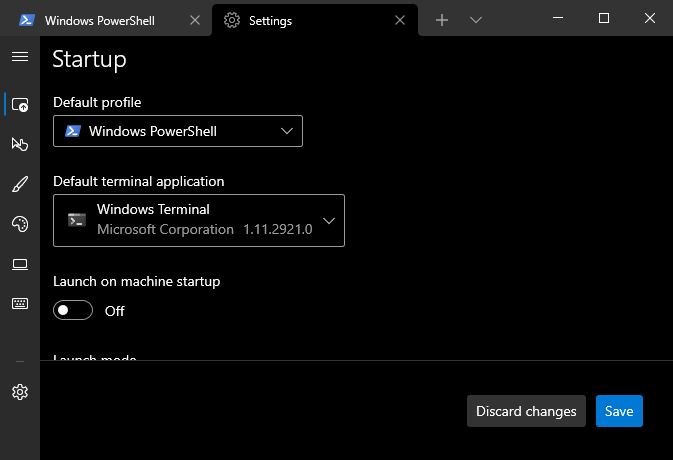 Windows PowerShell
Settings
Startup
Default profile
Windows PowerShell
Default terminal application
Windows Terminal
Microsoft Corporation 1.11.2921.0
Launch on machine startup
Off
Launch mode
Discard changes
Save